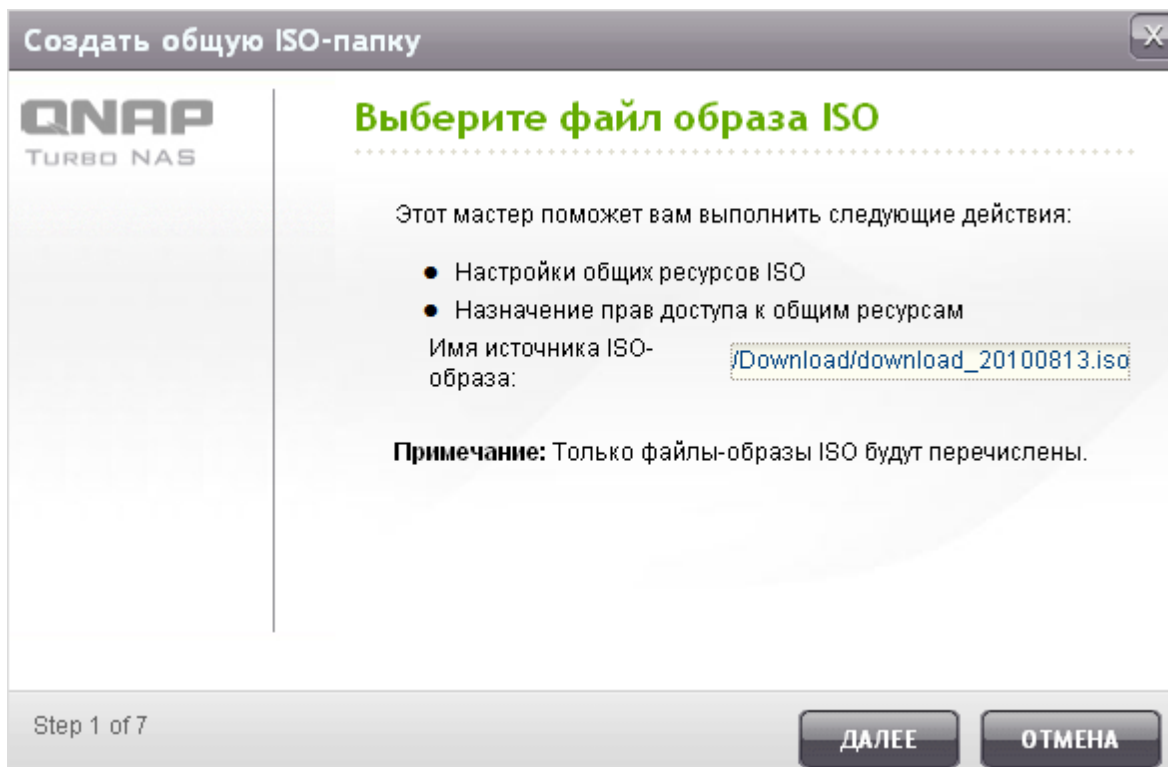 Создать общую ISO-папку
X
QNAP
TURBO NAS
Выберите файл образа ISO
Этот мастер поможет вам выполнить следующие действия:
● Настройки общих ресурсов ISO
● Назначение прав доступа к общим ресурсам
Имя источника ISO-
образа:
/Download/download_20100813.iso
Примечание: Только файлы-образы ISO будут перечислены.
Step 1 of 7
ДАЛЕЕ
ОТМЕНА